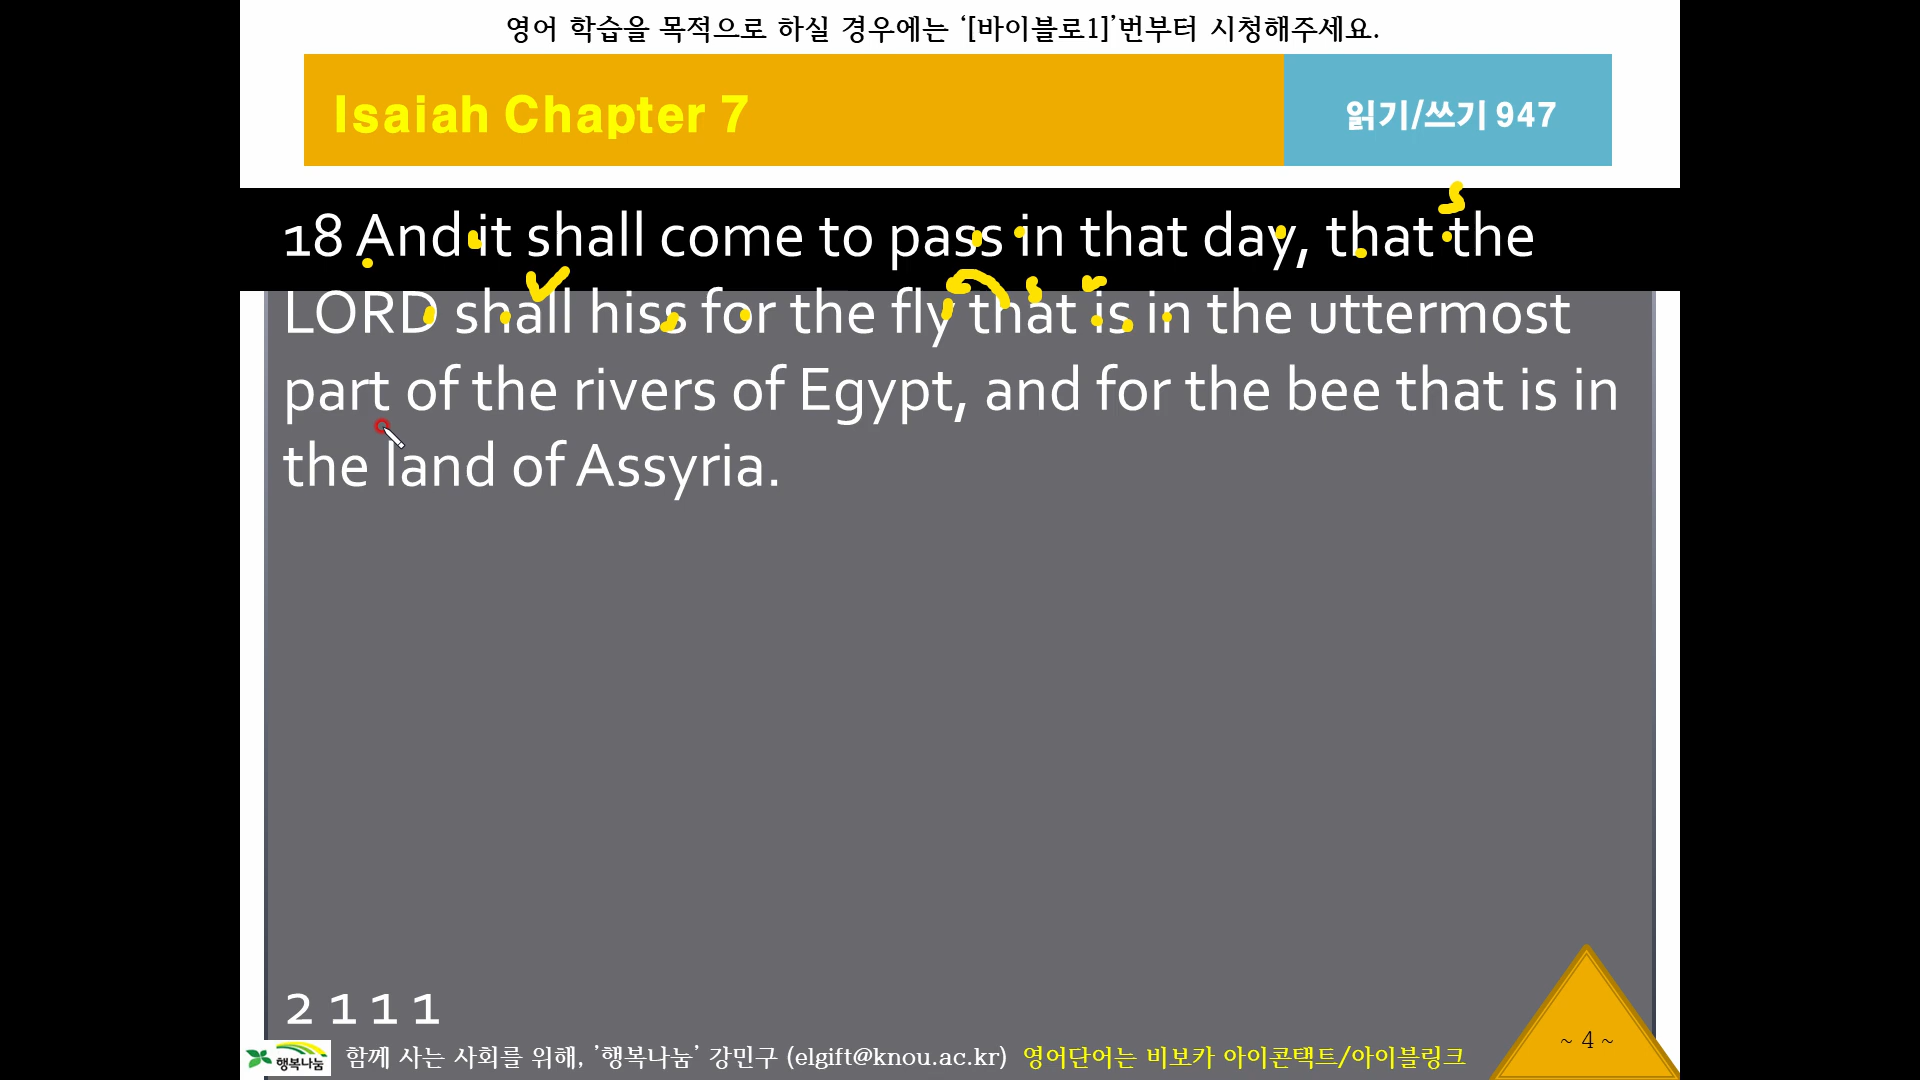 영어 학습을 목적으로 하실 경우에는 ‘[바이블로1]’번부터 시청해주세요.
Isaiah Chapter 7
읽기/쓰기 947
18 And it shall come to pass in that day, that the
LORD shall hiss for the fly that is in the uttermost
part of the rivers of Egypt, and for the bee that is in
the land of Assyria.
2 1 1 1
~ 4 ~
행복나눔
함께 사는 사회를 위해, ’행복나눔’ 강민구 (elgift@knou.ac.kr) 영어단어는 비보카 아이콘택트/아이블링크